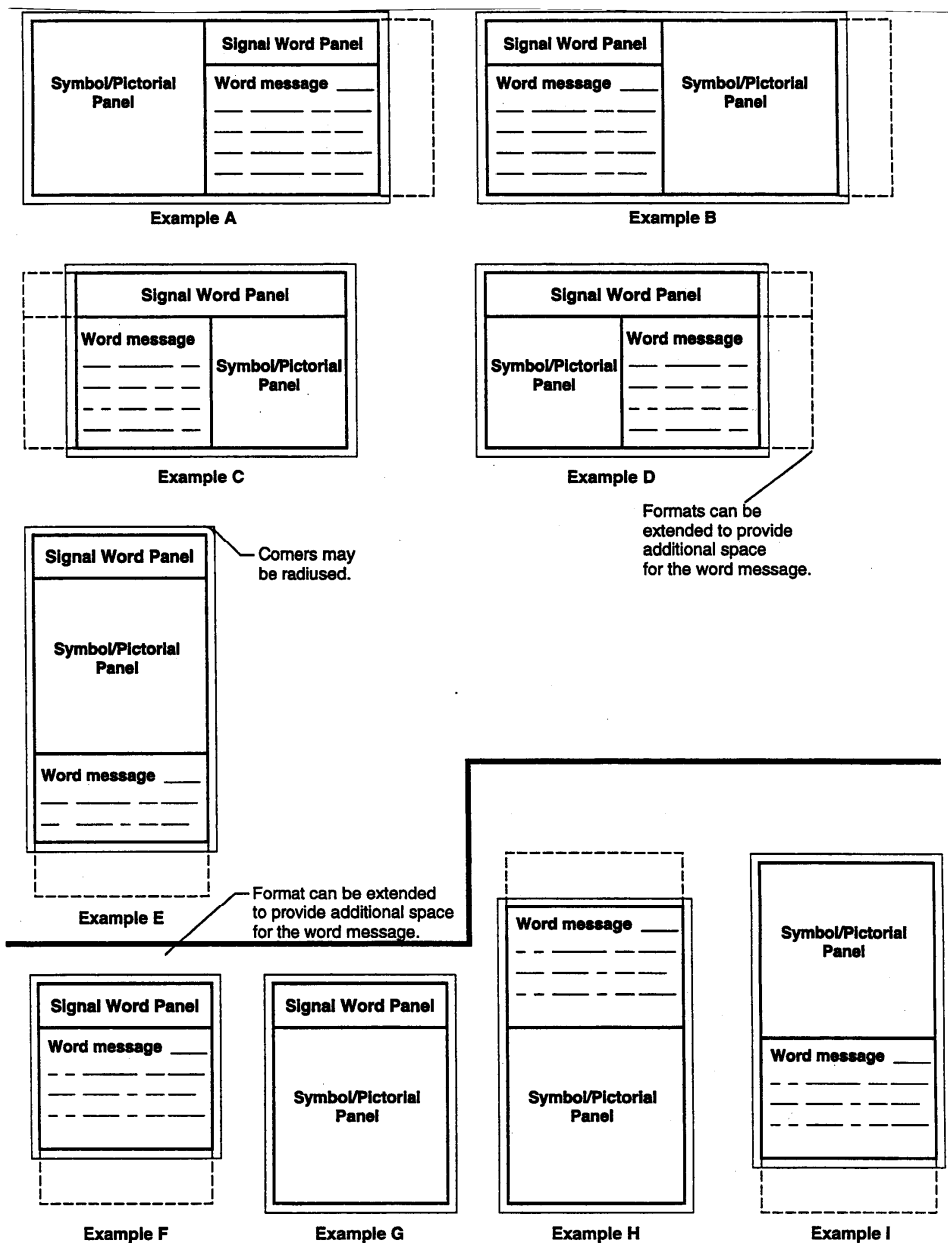 Symbol/Pictorial
Panel
Signal Word Panel
Word message
Example A
Signal Word Panel
Word message
Symbol/Pictorial
Panel
Example B
Signal Word Panel
Word message
Symbol/Pictorial
Panel
Example C
Signal Word Panel
Symbol/Pictorial
Panel
Word message
Example D
Formats can be
extended to provide
additional space
for the word message.
Signal Word Panel
Corners may
be radiused.
Symbol/Pictorial
Panel
Word message
Example E
Format can be extended
to provide additional space
for the word message.
Signal Word Panel
Word message
Example F
Signal Word Panel
Symbol/Pictorial
Panel
Example G
Word message
Symbol/Pictorial
Panel
Example H
Symbol/Pictorial
Panel
Word message
Example I